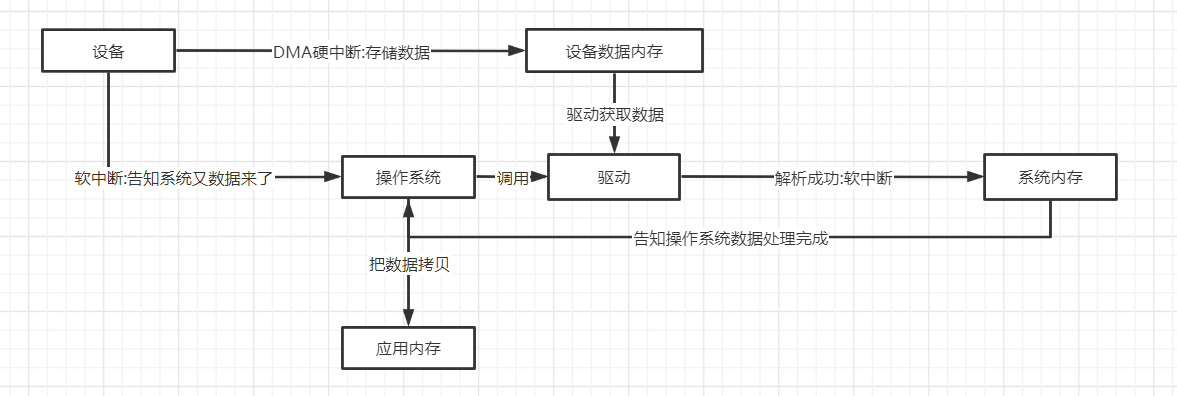 设备
DMA硬中断:存储数据
设备数据内存
驱动获取数据
软中断:告知系统又数据来了
操作系统
调用
驱动
解析成功:软中断
系统内存
告知操作系统数据处理完成
把数据拷贝
应用内存